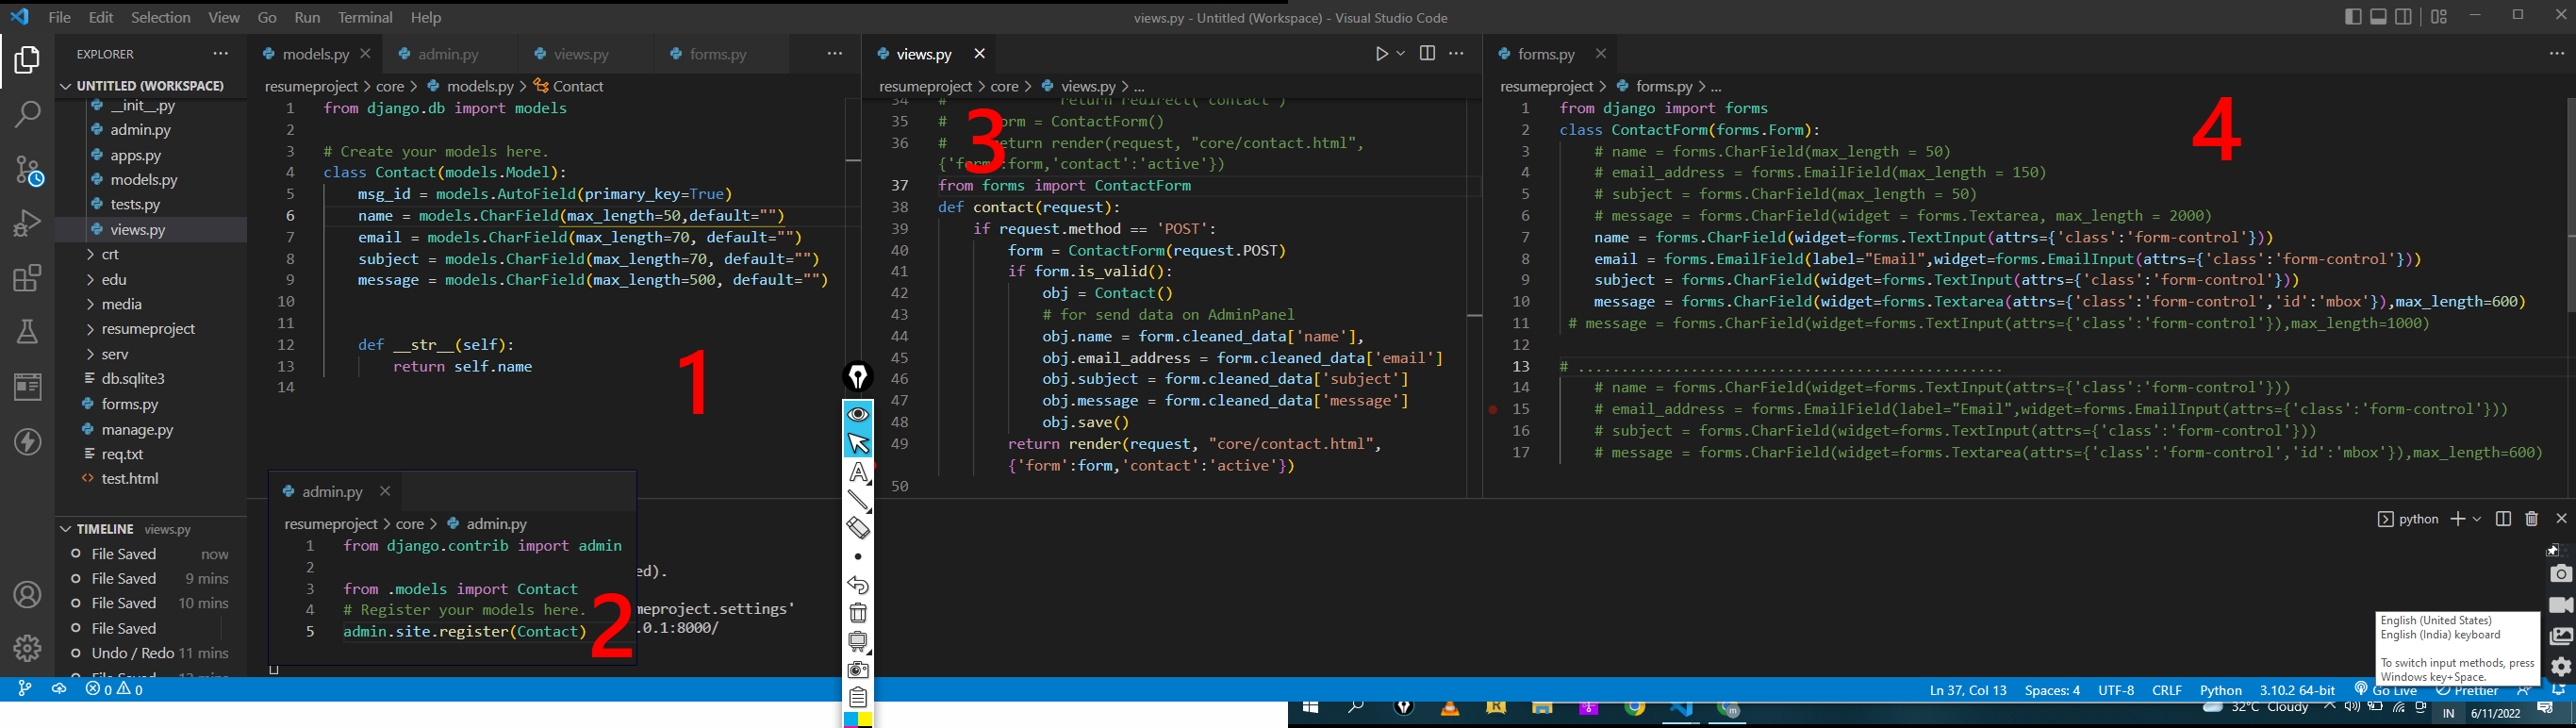 File Edit Selection View Go Run Terminal Help
views.py - Untitled (Workspace) - Visual Studio Code
EXPLORER
UNTITLED (WORKSPACE)
__init__.py
admin.py
apps.py
models.py
tests.py
views.py
crt
edu
media
resumeproject
serv
db.sqlite3
forms.py
manage.py
req.txt
test.html
TIMELINE views.py
File Saved now
File Saved 9 mins
File Saved 10 mins
File Saved
Undo / Redo 11 mins
models.py admin.py views.py forms.py
resumeproject > core > models.py > Contact
1 from django.db import models
2
3 # Create your models here.
4 class Contact(models.Model):
5 msg_id = models.AutoField(primary_key=True)
6 name = models.CharField(max_length=50,default="")
7 email = models.CharField(max_length=70, default="")
8 subject = models.CharField(max_length=70, default="")
9 message = models.CharField(max_length=500, default="")
10
11
12 def __str__(self):
13 return self.name
14
1
admin.py
resumeproject > core > admin.py
1 from django.contrib import admin
2
3 from .models import Contact
4 # Register your models here.
5 admin.site.register(Contact)
2
ed).
meproject.settings'
.0.1:8000/
views.py
resumeproject > core > views.py > ...
34 # return redirect('contact')
35 # form = ContactForm()
36 # return render(request, "core/contact.html",
{'form':form,'contact':'active'})
37 from forms import ContactForm
38 def contact(request):
39 if request.method == 'POST':
40 form = ContactForm(request.POST)
41 if form.is_valid():
42 obj = Contact()
43 # for send data on AdminPanel
44 obj.name = form.cleaned_data['name'],
45 obj.email_address = form.cleaned_data['email']
46 obj.subject = form.cleaned_data['subject']
47 obj.message = form.cleaned_data['message']
48 obj.save()
49 return render(request, "core/contact.html",
{'form':form,'contact':'active'})
50
3
forms.py
resumeproject > forms.py > ...
1 from django import forms
2 class ContactForm(forms.Form):
3 # name = forms.CharField(max_length = 50)
4 # email_address = forms.EmailField(max_length = 150)
5 # subject = forms.CharField(max_length = 50)
6 # message = forms.CharField(widget = forms.Textarea, max_length = 2000)
7 name = forms.CharField(widget=forms.TextInput(attrs={'class':'form-control'}))
8 email = forms.EmailField(label="Email",widget=forms.EmailInput(attrs={'class':'form-control'}))
9 subject = forms.CharField(widget=forms.TextInput(attrs={'class':'form-control'}))
10 message = forms.CharField(widget=forms.Textarea(attrs={'class':'form-control','id':'mbox'}),max_length=600)
11 # message = forms.CharField(widget=forms.TextInput(attrs={'class':'form-control'}),max_length=1000)
12
13 # .................................................
14 # name = forms.CharField(widget=forms.TextInput(attrs={'class':'form-control'}))
15 # email_address = forms.EmailField(label="Email",widget=forms.EmailInput(attrs={'class':'form-control'}))
16 # subject = forms.CharField(widget=forms.TextInput(attrs={'class':'form-control'}))
17 # message = forms.CharField(widget=forms.Textarea(attrs={'class':'form-control','id':'mbox'}),max_length=600)
4
python
English (United States)
English (India) keyboard
To switch input methods, press
Windows key+Space.
0 0
Ln 37, Col 13 Spaces: 4 UTF-8 CRLF Python 3.10.2 64-bit Go Live Prettier
32°C Cloudy IN 6/11/2022